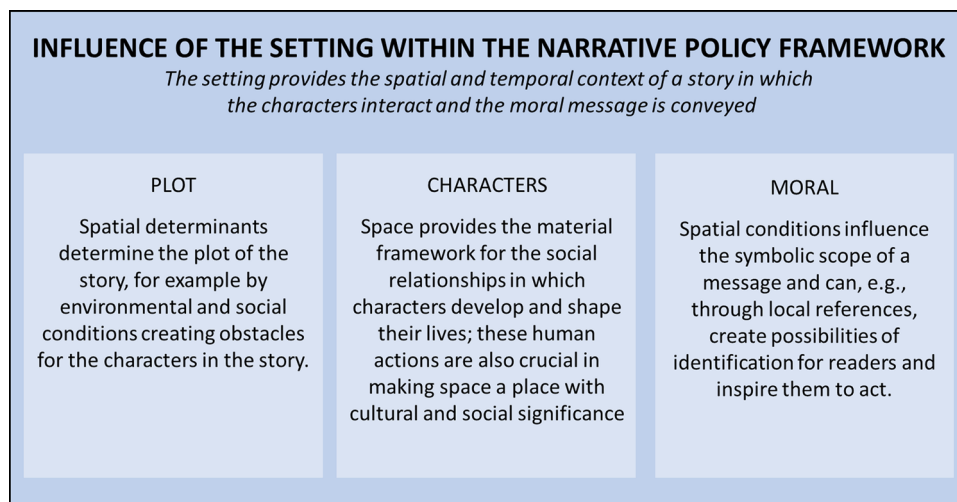 INFLUENCE OF THE SETTING WITHIN THE NARRATIVE POLICY FRAMEWORK
The setting provides the spatial and temporal context of a story in which
the characters interact and the moral message is conveyed
PLOT
Spatial determinants
determine the plot of the
story, for example by
environmental and social
conditions creating obstacles
for the characters in the story.
CHARACTERS
Space provides the material
framework for the social
relationships in which
characters develop and shape
their lives; these human
actions are also crucial in
making space a place with
cultural and social significance
MORAL
Spatial conditions influence
the symbolic scope of a
message and can, e.g.,
through local references,
create possibilities of
identification for readers and
inspire them to act.